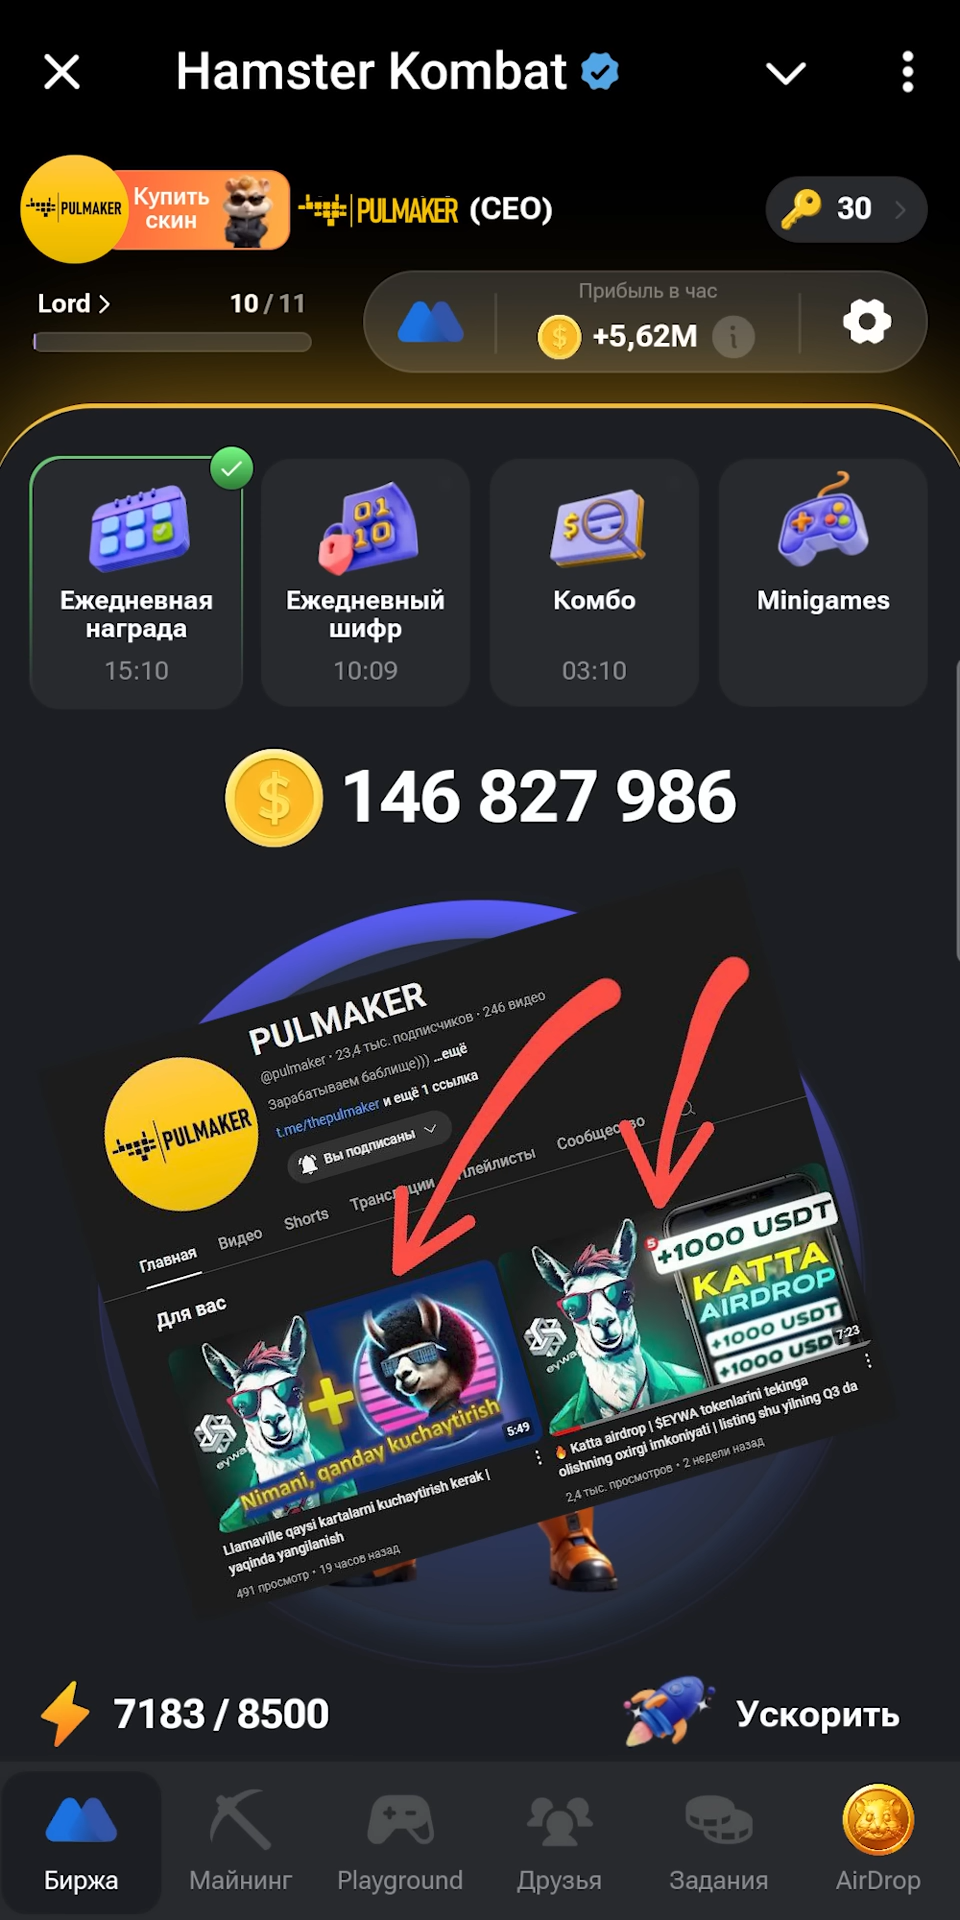 Hamster Kombat
PULMAKER
Купить
скин
PULMAKER (CEO)
30
Lord
10 / 11
Прибыль в час
+5,62M
Ежедневная
награда
15:10
Ежедневный
шифр
10:09
Комбо
03:10
Minigames
146 827 986
PULMAKER
@pulmaker · 23,4 тыс. подписчиков · 246 видео
Зарабатываем баблище))) ...ещё
t.me/thepulmaker и ещё 1 ссылка
Вы подписаны
PULMAKER
Главная
Видео
Shorts
Трансляции
Плейлисты
Сообщество
Для вас
eywa
Nimani, qanday kuchaytirish
5:49
Llamaville qaysi kartalarni kuchaytirish kerak |
yaqinda yangilanish
491 просмотр · 19 часов назад
eywa
5
+1000 USDT
KATTA
AIRDROP
+1000 USDT
+1000 USDT
7:23
🔥 Katta airdrop | $EYWA tokenlarini tekinga
olishning oxirgi imkoniyati | listing shu yilning Q3 da
2,4 тыс. просмотров · 2 недели назад
7183 / 8500
Ускорить
Биржа
Майнинг
Playground
Друзья
Задания
AirDrop